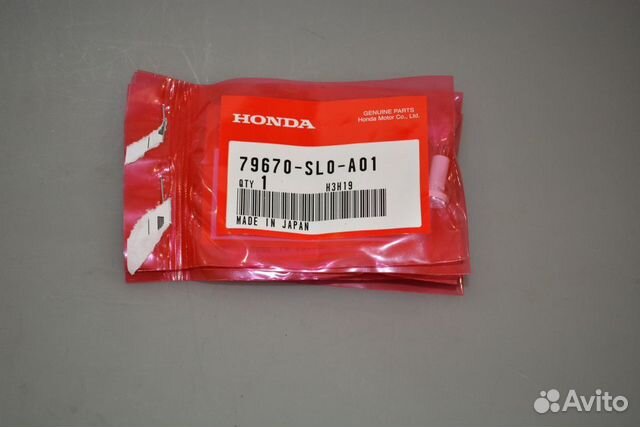 HONDA
GENUINE PARTS
Honda Motor Co., Ltd.
79670-SL0-A01
QTY 1 H3H19
MADE IN JAPAN
Avito